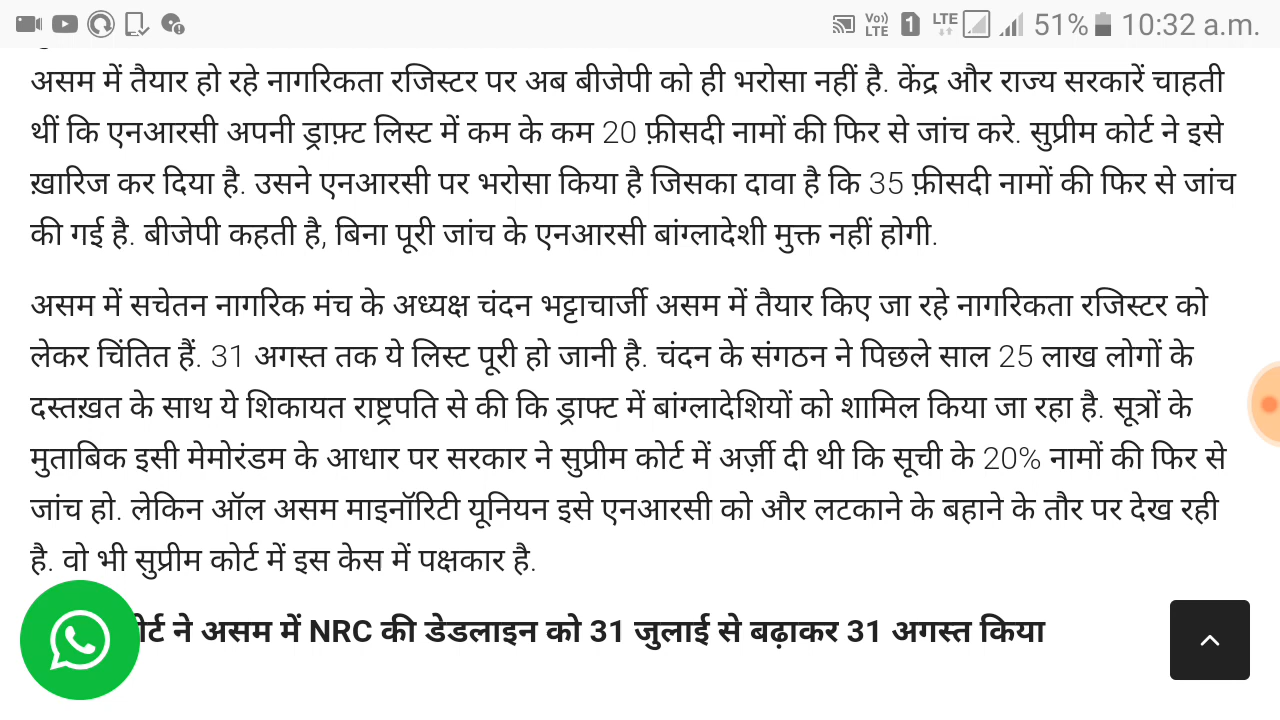 Vo)) LTE 1 LTE 51% 10:32 a.m.
असम में तैयार हो रहे नागरिकता रजिस्टर पर अब बीजेपी को ही भरोसा नहीं है. केंद्र और राज्य सरकारें चाहती
थीं कि एनआरसी अपनी ड्राफ़्ट लिस्ट में कम के कम 20 फ़ीसदी नामों की फिर से जांच करे. सुप्रीम कोर्ट ने इसे
ख़ारिज कर दिया है. उसने एनआरसी पर भरोसा किया है जिसका दावा है कि 35 फ़ीसदी नामों की फिर से जांच
की गई है. बीजेपी कहती है, बिना पूरी जांच के एनआरसी बांग्लादेशी मुक्त नहीं होगी.
असम में सचेतन नागरिक मंच के अध्यक्ष चंदन भट्टाचार्जी असम में तैयार किए जा रहे नागरिकता रजिस्टर को
लेकर चिंतित हैं. 31 अगस्त तक ये लिस्ट पूरी हो जानी है. चंदन के संगठन ने पिछले साल 25 लाख लोगों के
दस्तख़त के साथ ये शिकायत राष्ट्रपति से की कि ड्राफ्ट में बांग्लादेशियों को शामिल किया जा रहा है. सूत्रों के
मुताबिक इसी मेमोरंडम के आधार पर सरकार ने सुप्रीम कोर्ट में अर्ज़ी दी थी कि सूची के 20% नामों की फिर से
जांच हो. लेकिन ऑल असम माइनॉरिटी यूनियन इसे एनआरसी को और लटकाने के बहाने के तौर पर देख रही
है. वो भी सुप्रीम कोर्ट में इस केस में पक्षकार है.
ने असम में NRC की डेडलाइन को 31 जुलाई से बढ़ाकर 31 अगस्त किया